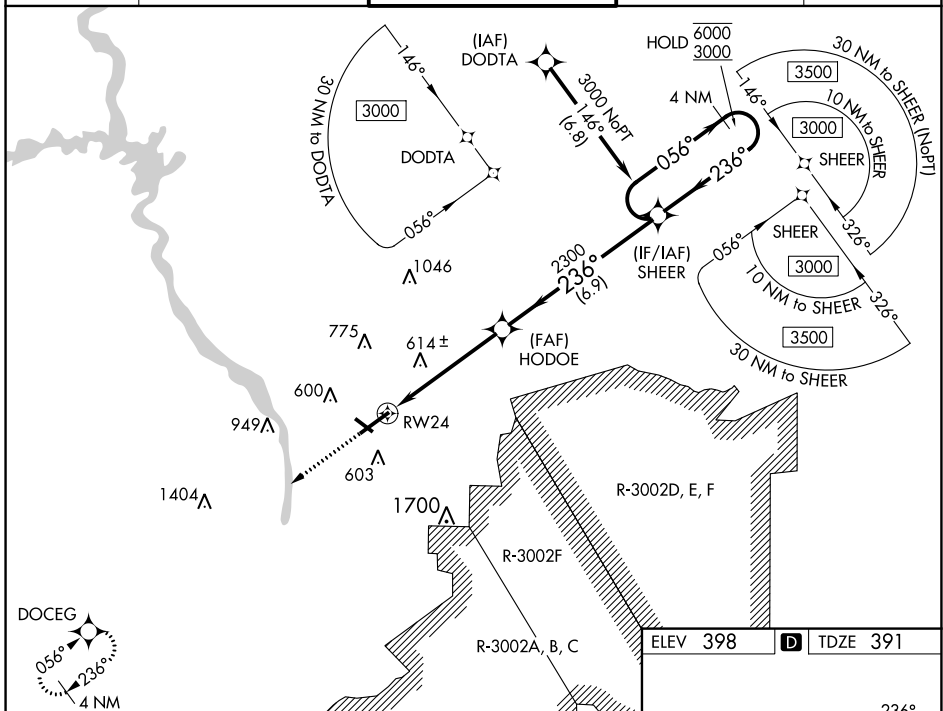 (IAF)
DODTA
HOLD 6000
3000
30 NM to SHEER (NoPT)
3500
146°
146°
10 NM to SHEER
3000
SHEER
326°
30 NM to DODTA
3000
DODTA
056°
3000 NoPT
146°
(6.8)
4 NM
056°
236°
(IF/IAF)
SHEER
SHEER
056°
3000
10 NM to SHEER
326°
3500
30 NM to SHEER
2300
236°
(6.9)
1046
(FAF)
HODOE
775
614 ±
600
RW24
949
603
1404
1700
R-3002D, E, F
R-3002F
R-3002A, B, C
DOCEG
056°
236°
4 NM
ELEV 398 D TDZE 391
236°